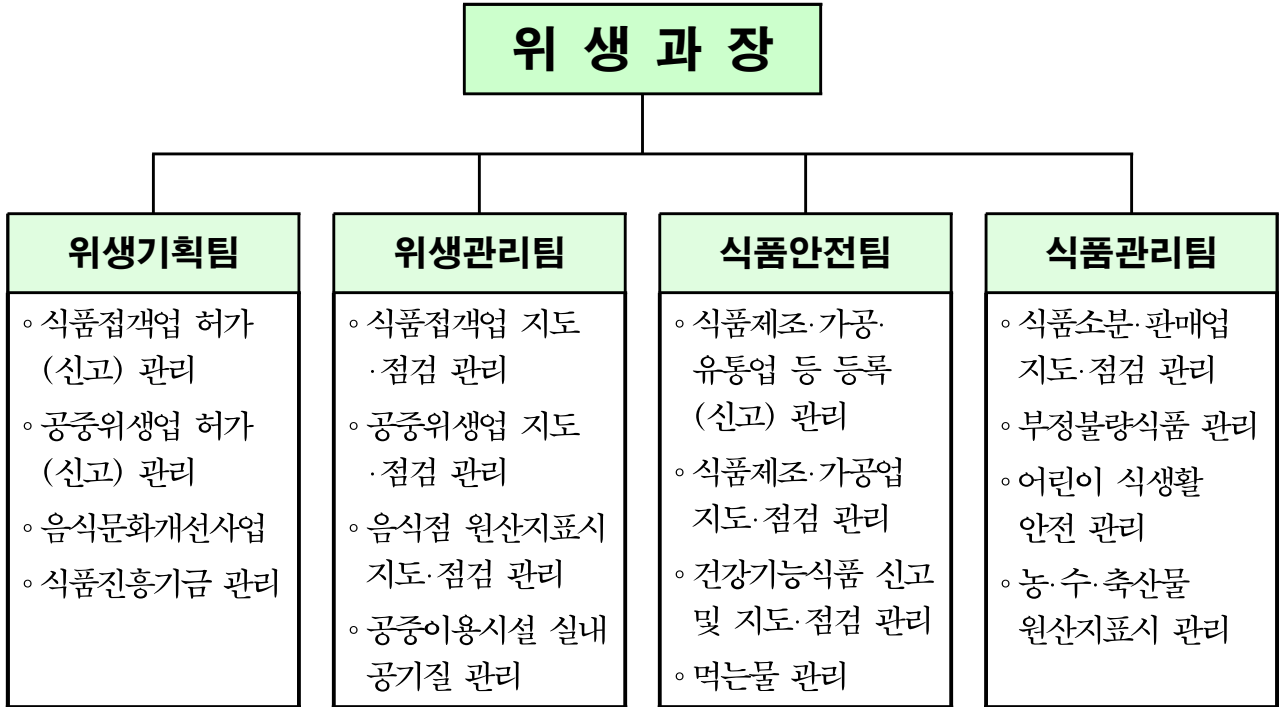 위 생 과 장
위생기획팀
◦ 식품접객업 허가
(신고) 관리
◦ 공중위생업 허가
(신고) 관리
◦ 음식문화개선사업
◦ 식품진흥기금 관리
위생관리팀
◦ 식품접객업 지도
·점검 관리
◦ 공중위생업 지도
·점검 관리
◦ 음식점 원산지표시
지도·점검 관리
◦ 공중이용시설 실내
공기질 관리
식품안전팀
◦ 식품제조·가공·
유통업 등 등록
(신고) 관리
◦ 식품제조·가공업
지도·점검 관리
◦ 건강기능식품 신고
및 지도·점검 관리
◦ 먹는물 관리
식품관리팀
◦ 식품소분·판매업
지도·점검 관리
◦ 부정불량식품 관리
◦ 어린이 식생활
안전 관리
◦ 농·수·축산물
원산지표시 관리